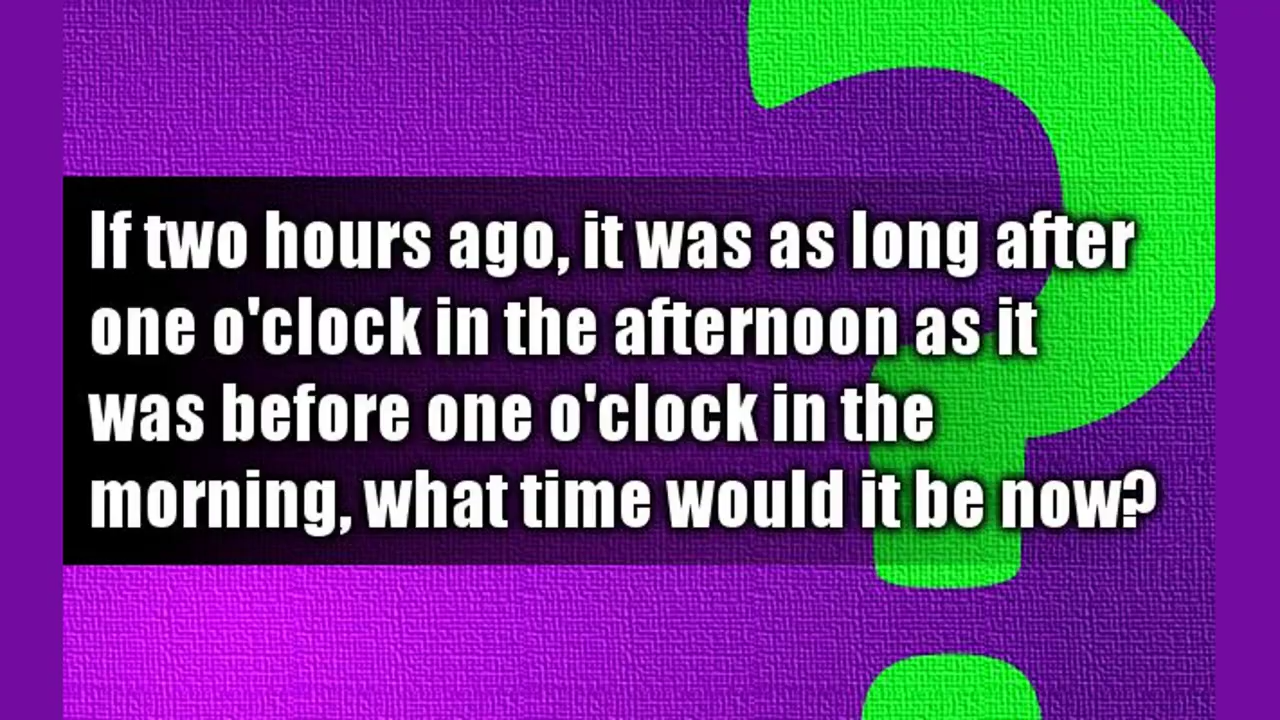 If two hours ago, it was as long after
one o'clock in the afternoon as it
was before one o'clock in the
morning, what time would it be now?